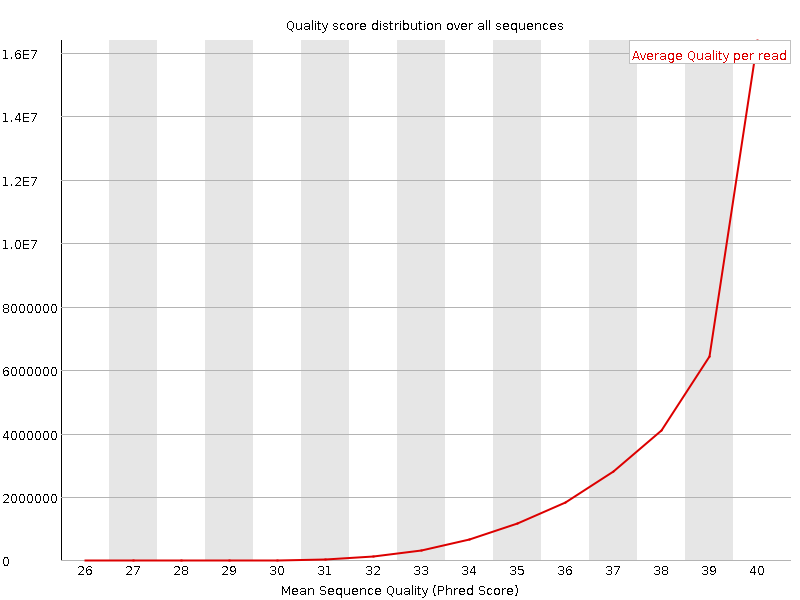 Quality score distribution over all sequences
Average Quality per read
1.6E7
1.4E7
1.2E7
1.0E7
8000000
6000000
4000000
2000000
0
26 27 28 29 30 31 32 33 34 35 36 37 38 39 40
Mean Sequence Quality (Phred Score)